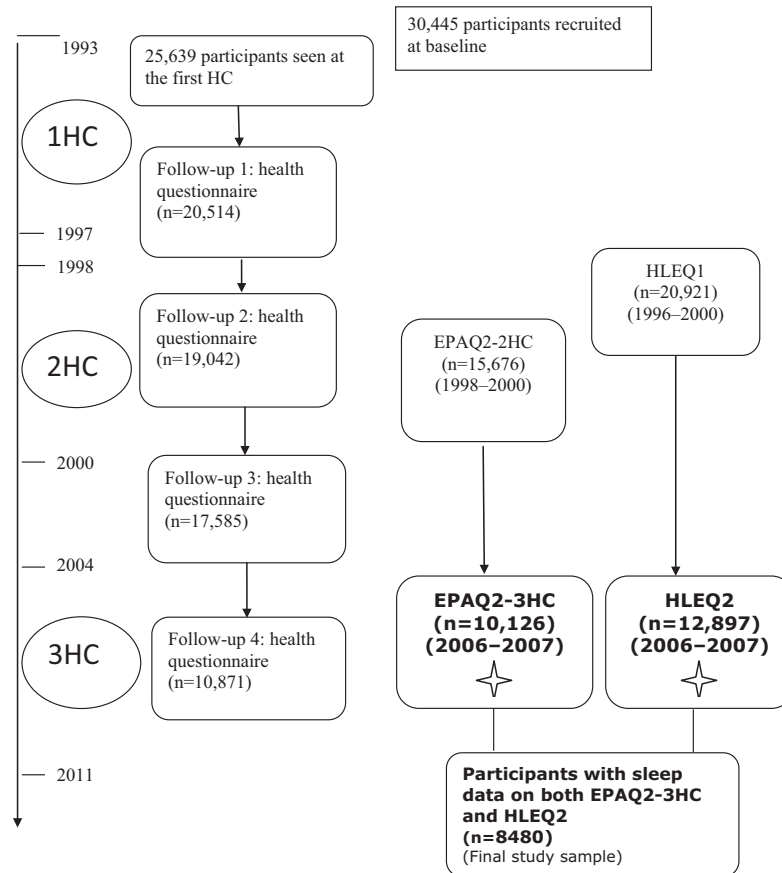 30,445 participants recruited
at baseline
1993
25,639 participants seen at
the first HC
1HC
Follow-up 1: health
questionnaire
(n=20,514)
1997
1998
HLEQ1
(n=20,921)
(1996–2000)
Follow-up 2: health
questionnaire
(n=19,042)
EPAQ2-2HC
(n=15,676)
(1998–2000)
2HC
2000
Follow-up 3: health
questionnaire
(n=17,585)
2004
EPAQ2-3HC
(n=10,126)
(2006–2007)
HLEQ2
(n=12,897)
(2006–2007)
3HC
Follow-up 4: health
questionnaire
(n=10,871)
2011
Participants with sleep
data on both EPAQ2-3HC
and HLEQ2
(n=8480)
(Final study sample)